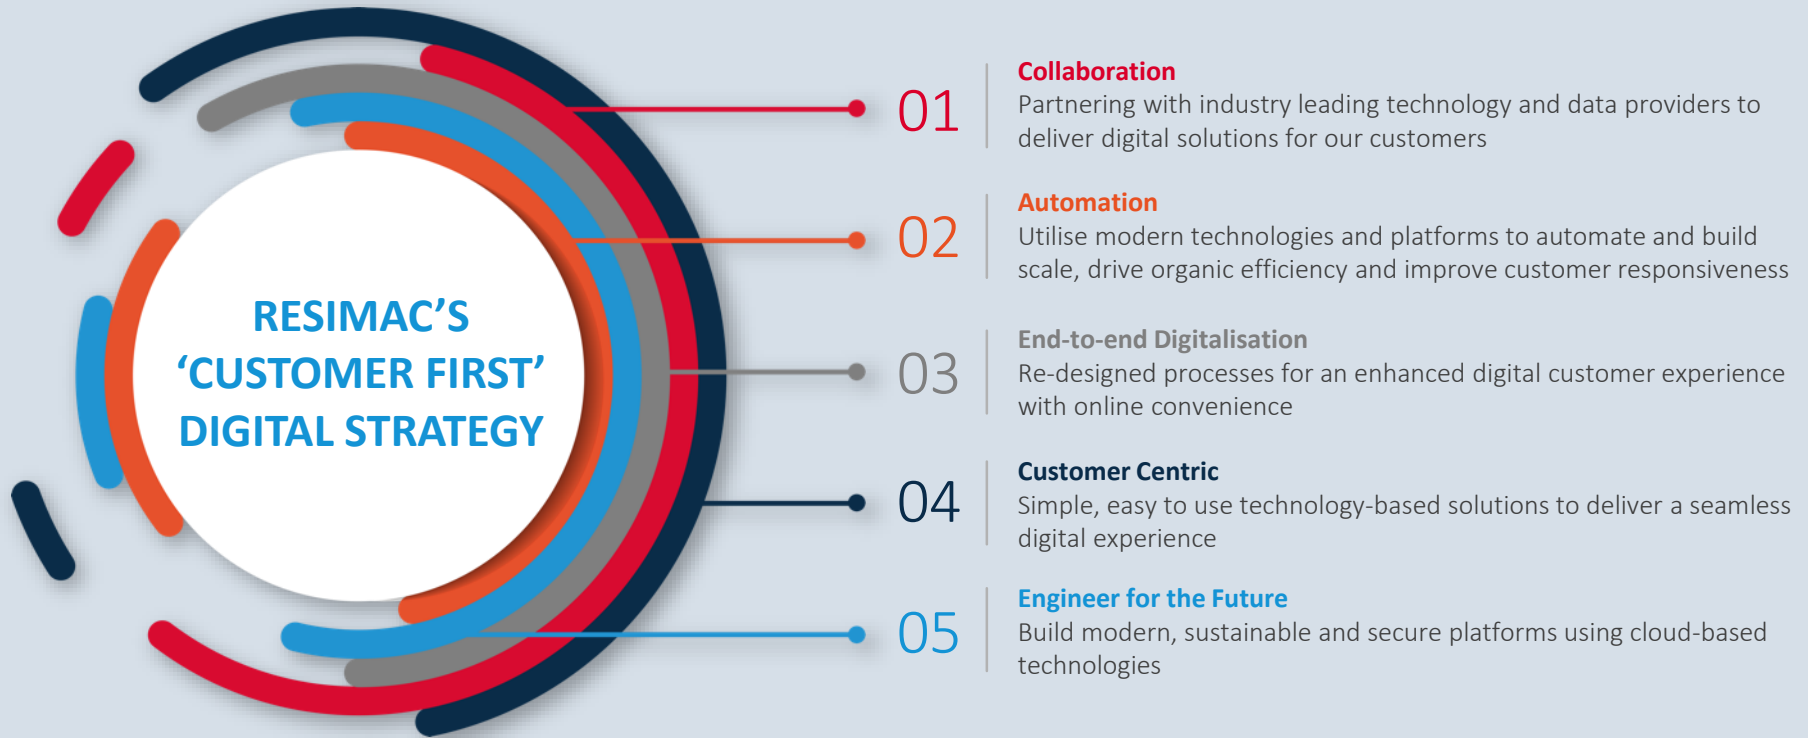 RESIMAC’S
‘CUSTOMER FIRST’
DIGITAL STRATEGY
01
Collaboration
Partnering with industry leading technology and data providers to
deliver digital solutions for our customers
02
Automation
Utilise modern technologies and platforms to automate and build
scale, drive organic efficiency and improve customer responsiveness
03
End-to-end Digitalisation
Re-designed processes for an enhanced digital customer experience
with online convenience
04
Customer Centric
Simple, easy to use technology-based solutions to deliver a seamless
digital experience
05
Engineer for the Future
Build modern, sustainable and secure platforms using cloud-based
technologies